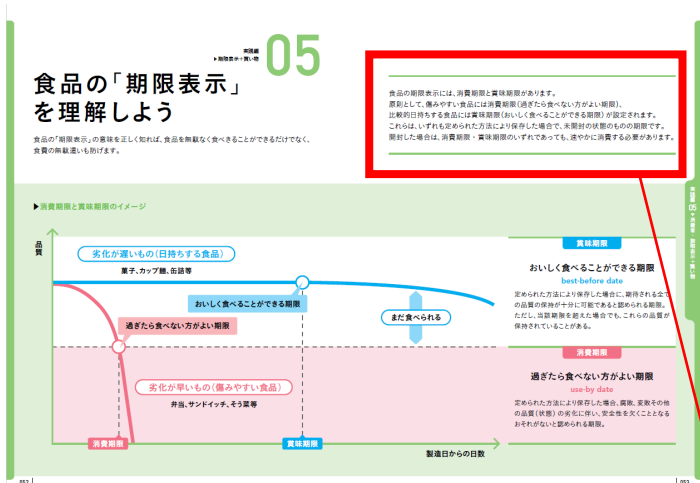 実践編
▶期限表示＋買い物
05
食品の「期限表示」
を理解しよう
食品の「期限表示」の意味を正しく知れば、食品を無駄なく食べきることができるだけでなく、
食費の無駄遣いも防げます。
食品の期限表示には、消費期限と賞味期限があります。
原則として、傷みやすい食品には消費期限(過ぎたら食べない方がよい期限)、
比較的日持ちする食品には賞味期限(おいしく食べることができる期限) が設定されます。
これらは、いずれも定められた方法により保存した場合で、未開封の状態のものの期限です。
開封した場合は、消費期限・賞味期限のいずれであっても、速やかに消費する必要があります。
▶消費期限と賞味期限のイメージ
品質
劣化が遅いもの(日持ちする食品)
菓子、カップ麺、缶詰等
おいしく食べることができる期限
過ぎたら食べない方がよい期限
まだ食べられる
劣化が早いもの(傷みやすい食品)
弁当、サンドイッチ、そう菜等
消費期限
賞味期限
製造日からの日数
賞味期限
おいしく食べることができる期限
best-before date
定められた方法により保存した場合に、期待される全て
の品質の保持が十分に可能であると認められる期限。
ただし、当該期限を超えた場合でも、これらの品質が
保持されていることがある。
消費期限
過ぎたら食べない方がよい期限
use-by date
定められた方法により保存した場合、腐敗、変敗その他
の品質(状態) の劣化に伴い、安全性を欠くこととなる
おそれがないと認められる期限。
052
053